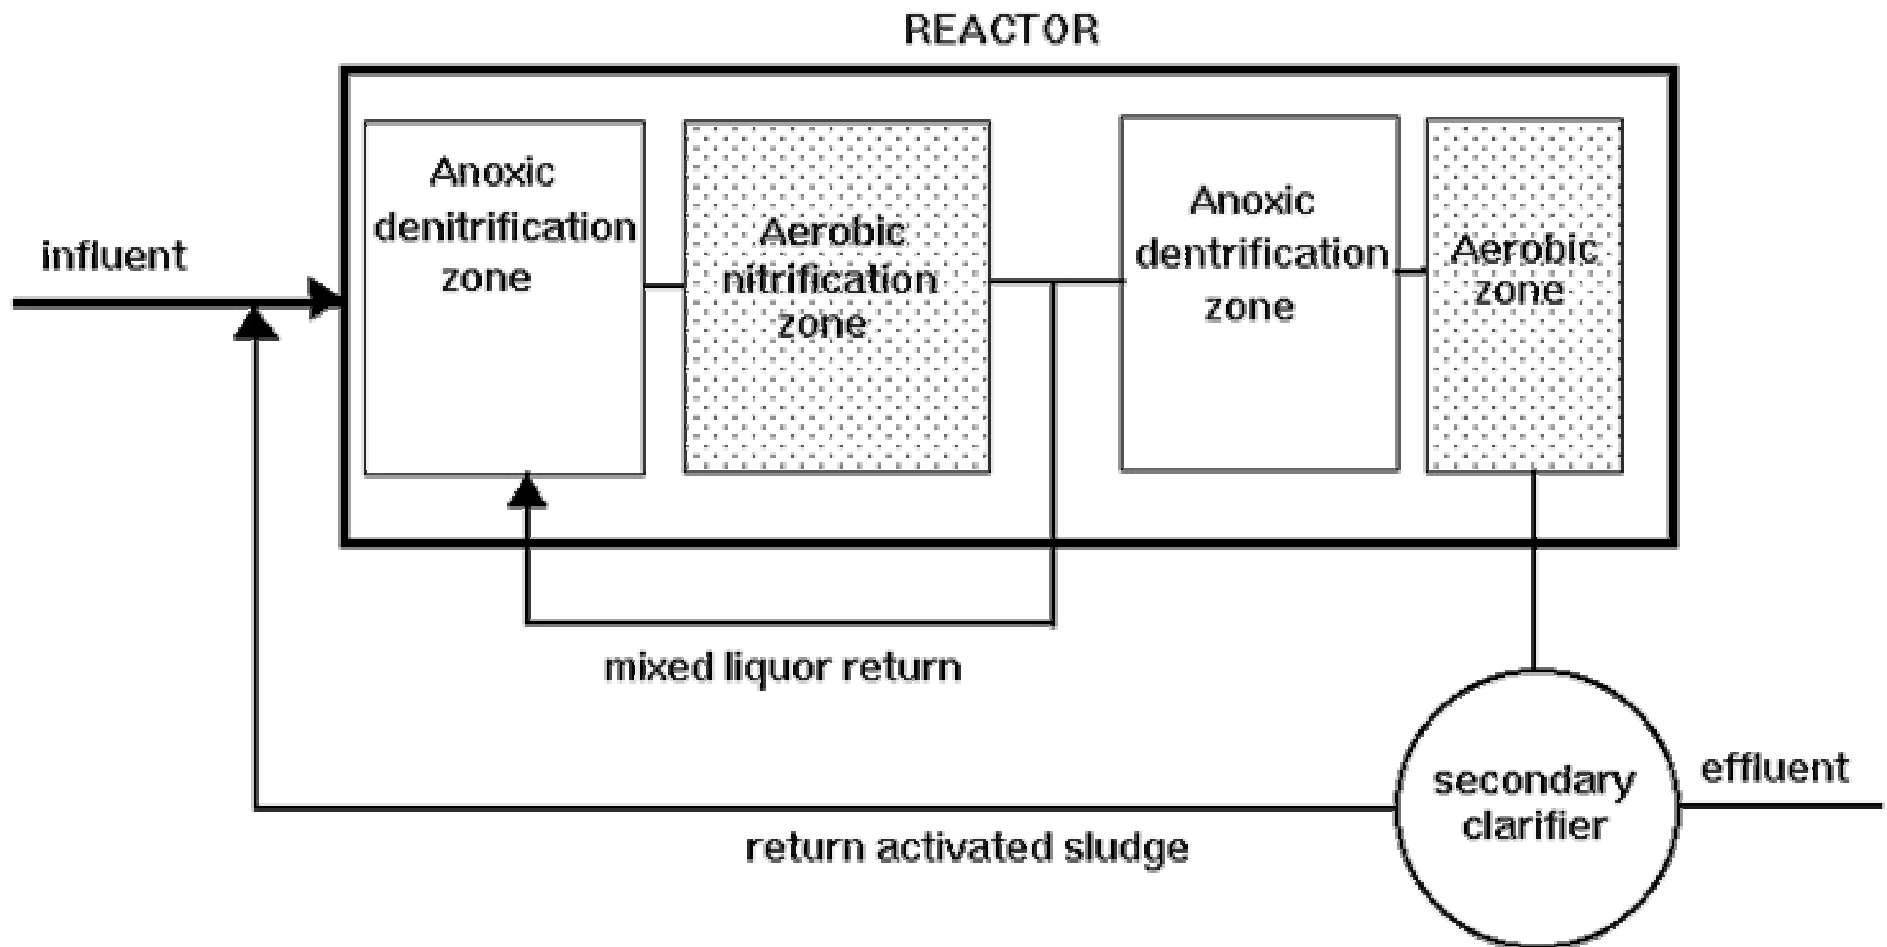 REACTOR
influent
Anoxic
denitrification
zone
Aerobic
nitrification
zone
Anoxic
dentrification
zone
Aerobic
zone
mixed liquor return
secondary
clarifier
effluent
return activated sludge